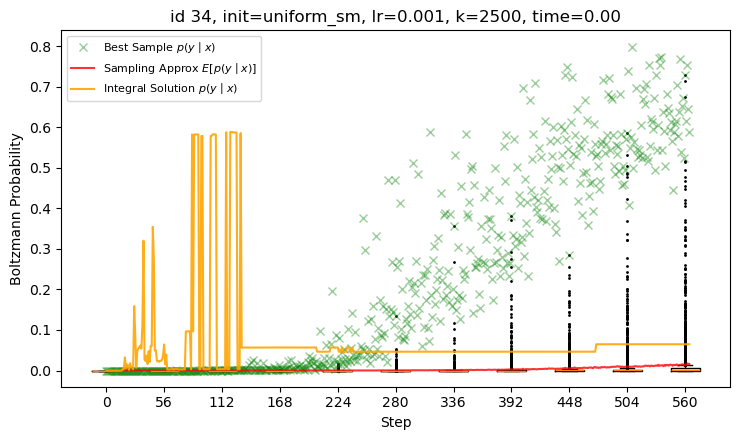 id 34, init=uniform_sm, lr=0.001, k=2500, time=0.00
Best Sample p(y | x)
Sampling Approx E[p(y | x)]
Integral Solution p(y | x)
Boltzmann Probability
0.8
0.7
0.6
0.5
0.4
0.3
0.2
0.1
0.0
0 56 112 168 224 280 336 392 448 504 560
Step